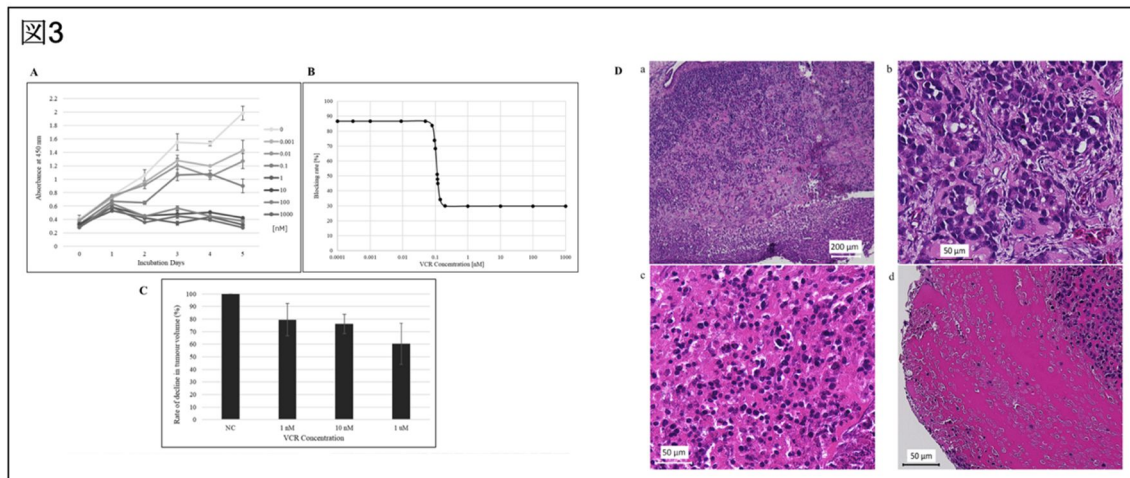 図3
A
2.2
2
1.8
1.6
1.4
1.2
1
0.8
0.6
0.4
0.2
0
Absorbance at 450 nm
0 1 2 3 4 5
Incubation Days
0
0.001
0.01
0.1
1
10
100
1000
[nM]
B
100
90
80
70
60
50
40
30
20
10
0
Blocking rate [%]
0.0001 0.001 0.01 0.1 1 10 100 1000
VCR Concentration [nM]
C
100
90
80
70
60
50
40
30
20
10
0
Rate of decline in tumour volume (%)
NC 1 nM 10 nM 1 uM
VCR Concentration
D
a
200 μm
b
50 μm
c
50 μm
d
50 μm